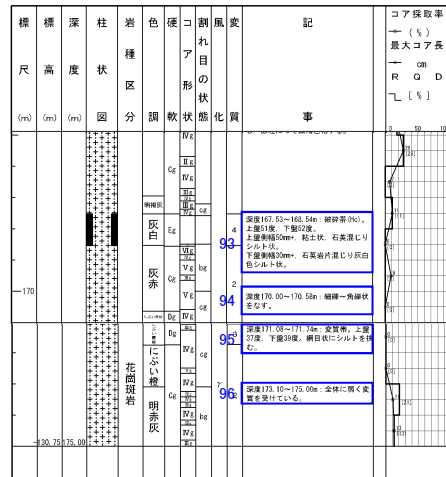 標尺 (m)
標高 (m)
深度 (m)
柱状図
岩種区分
色調
硬軟
コア形状
割れ目の状態
風化
変質
記事
コア採取率
(%)
最大コア長
cm
RQD
[%]
0 50 100
Ⅳg
Ⅱg
Cg
Ⅳg
Ⅲg
明褐灰
Ⅲg
cg
Ⅳg
灰白
Eg
4
93
深度167.53～168.54m:破砕帯(hc)。
上盤51度、下盤52度。
上盤側幅50mm+、粘土状、石英混じり
シルト状。
下盤側幅30mm+、石英岩片混じり灰白
色シルト状。
Ⅵg
bg
Ⅳg
灰赤
Cg
Ⅴg
2
94
深度170.00～170.58m:細礫～角線状
をなす。
-170
cg
Ⅳg
Dg
95
3
深度171.08～171.74m:変質帯。上盤
37度、下盤39度。網目状にシルトを挟
む。
Dg
にぶい橙
Ⅳg
cg
花崗斑岩
γ
96
2
深度173.10～175.00m:全体に弱く変
質を受けている。
明赤灰
Cg
Ⅳg
bg
Ⅳg
Ⅳg
-130.75
175.00